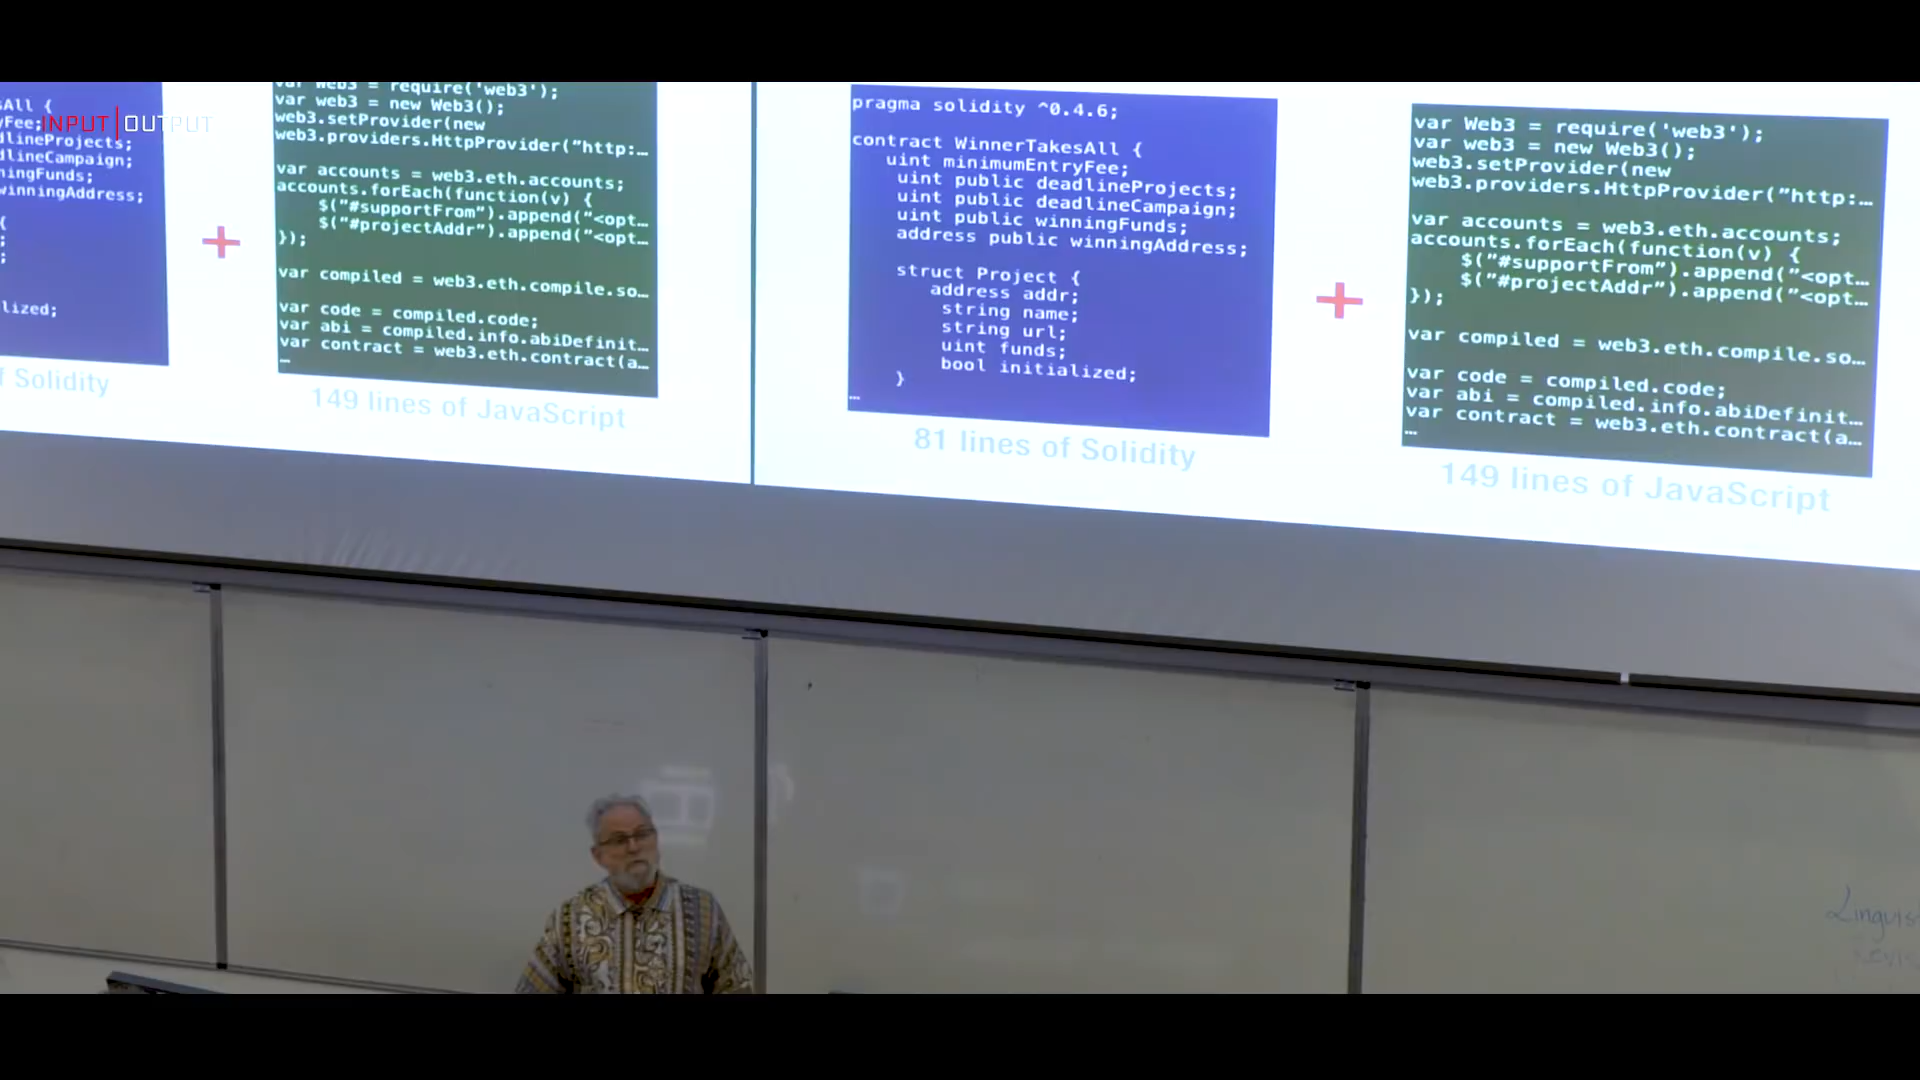 INPUT|OUTPUT
sAll {
yFee;
dlineProjects;
dlineCampaign;
ningFunds;
winningAddress;
{
;
;
lized;
f Solidity
var Web3 = require('web3');
var web3 = new Web3();
web3.setProvider(new
web3.providers.HttpProvider("http:…
var accounts = web3.eth.accounts;
accounts.forEach(function(v) {
$("#supportFrom").append("<opt…
$("#projectAddr").append("<opt…
});
var compiled = web3.eth.compile.so…
var code = compiled.code;
var abi = compiled.info.abiDefinit…
var contract = web3.eth.contract(a…
…
149 lines of JavaScript
pragma solidity ^0.4.6;
contract WinnerTakesAll {
uint minimumEntryFee;
uint public deadlineProjects;
uint public deadlineCampaign;
uint public winningFunds;
address public winningAddress;
struct Project {
address addr;
string name;
string url;
uint funds;
bool initialized;
}
…
81 lines of Solidity
var Web3 = require('web3');
var web3 = new Web3();
web3.setProvider(new
web3.providers.HttpProvider("http:…
var accounts = web3.eth.accounts;
accounts.forEach(function(v) {
$("#supportFrom").append("<opt…
$("#projectAddr").append("<opt…
});
var compiled = web3.eth.compile.so…
var code = compiled.code;
var abi = compiled.info.abiDefinit…
var contract = web3.eth.contract(a…
…
149 lines of JavaScript
Linguis